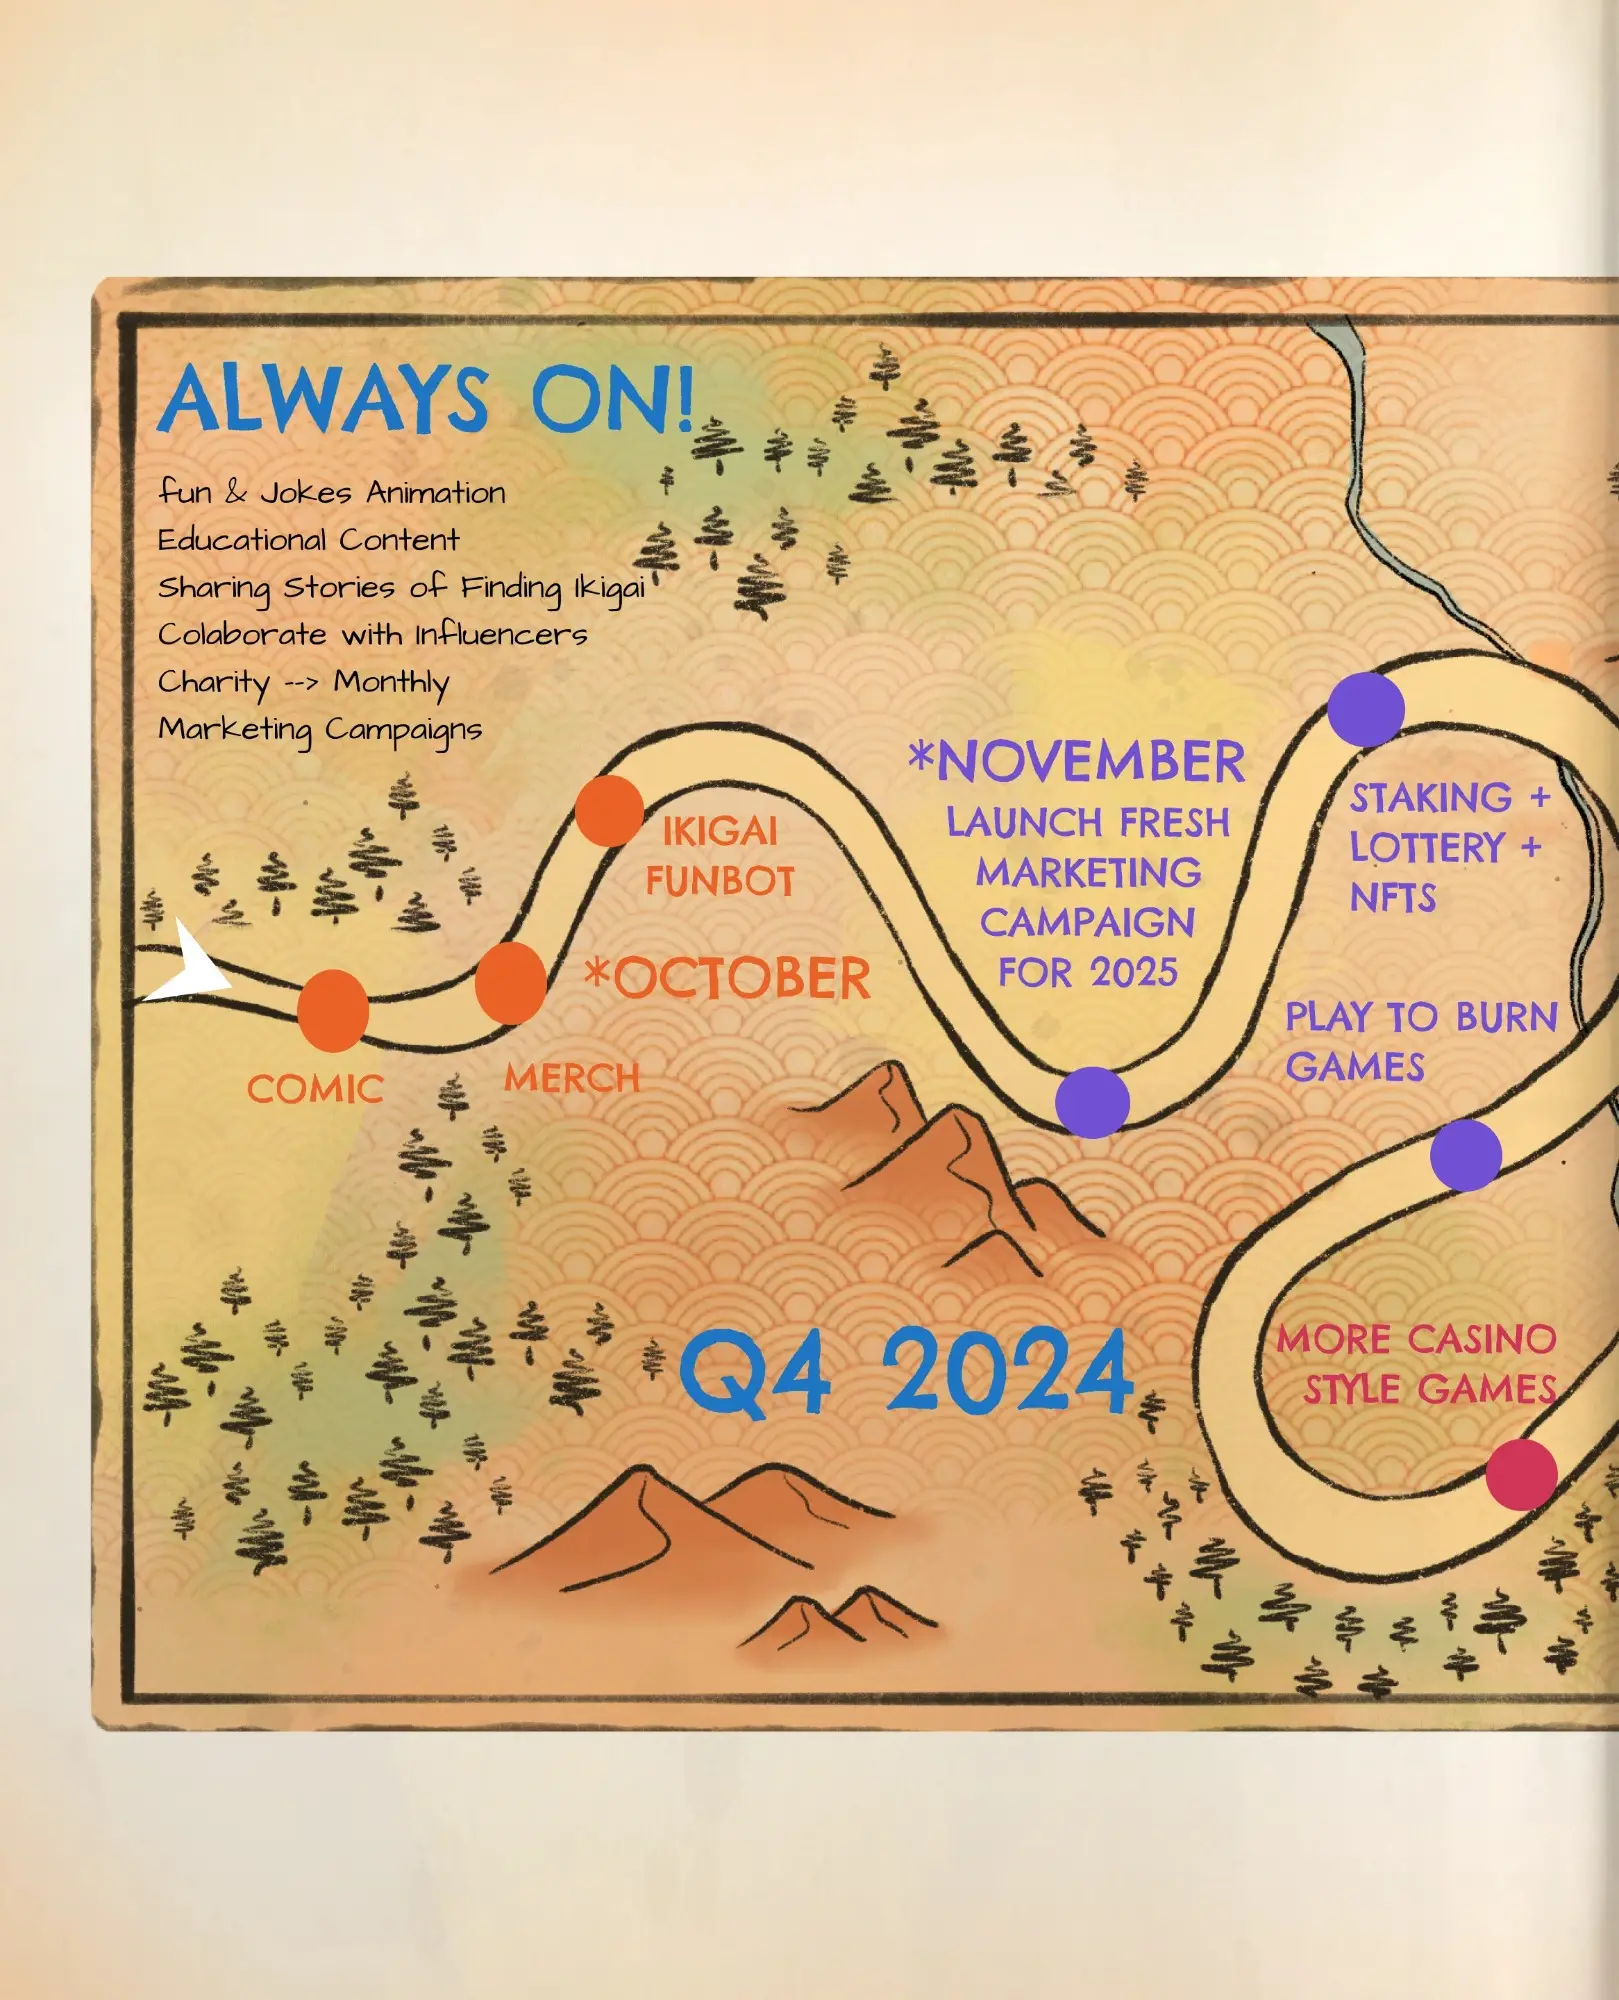 ALWAYS ON!
fun & Jokes Animation
Educational Content
Sharing Stories of Finding Ikigai
Colaborate with Influencers
Charity --> Monthly
Marketing Campaigns
IKIGAI
FUNBOT
*OCTOBER
COMIC
MERCH
*NOVEMBER
LAUNCH FRESH
MARKETING
CAMPAIGN
FOR 2025
STAKING +
LOTTERY +
NFTS
PLAY TO BURN
GAMES
MORE CASINO
STYLE GAMES
Q4 2024